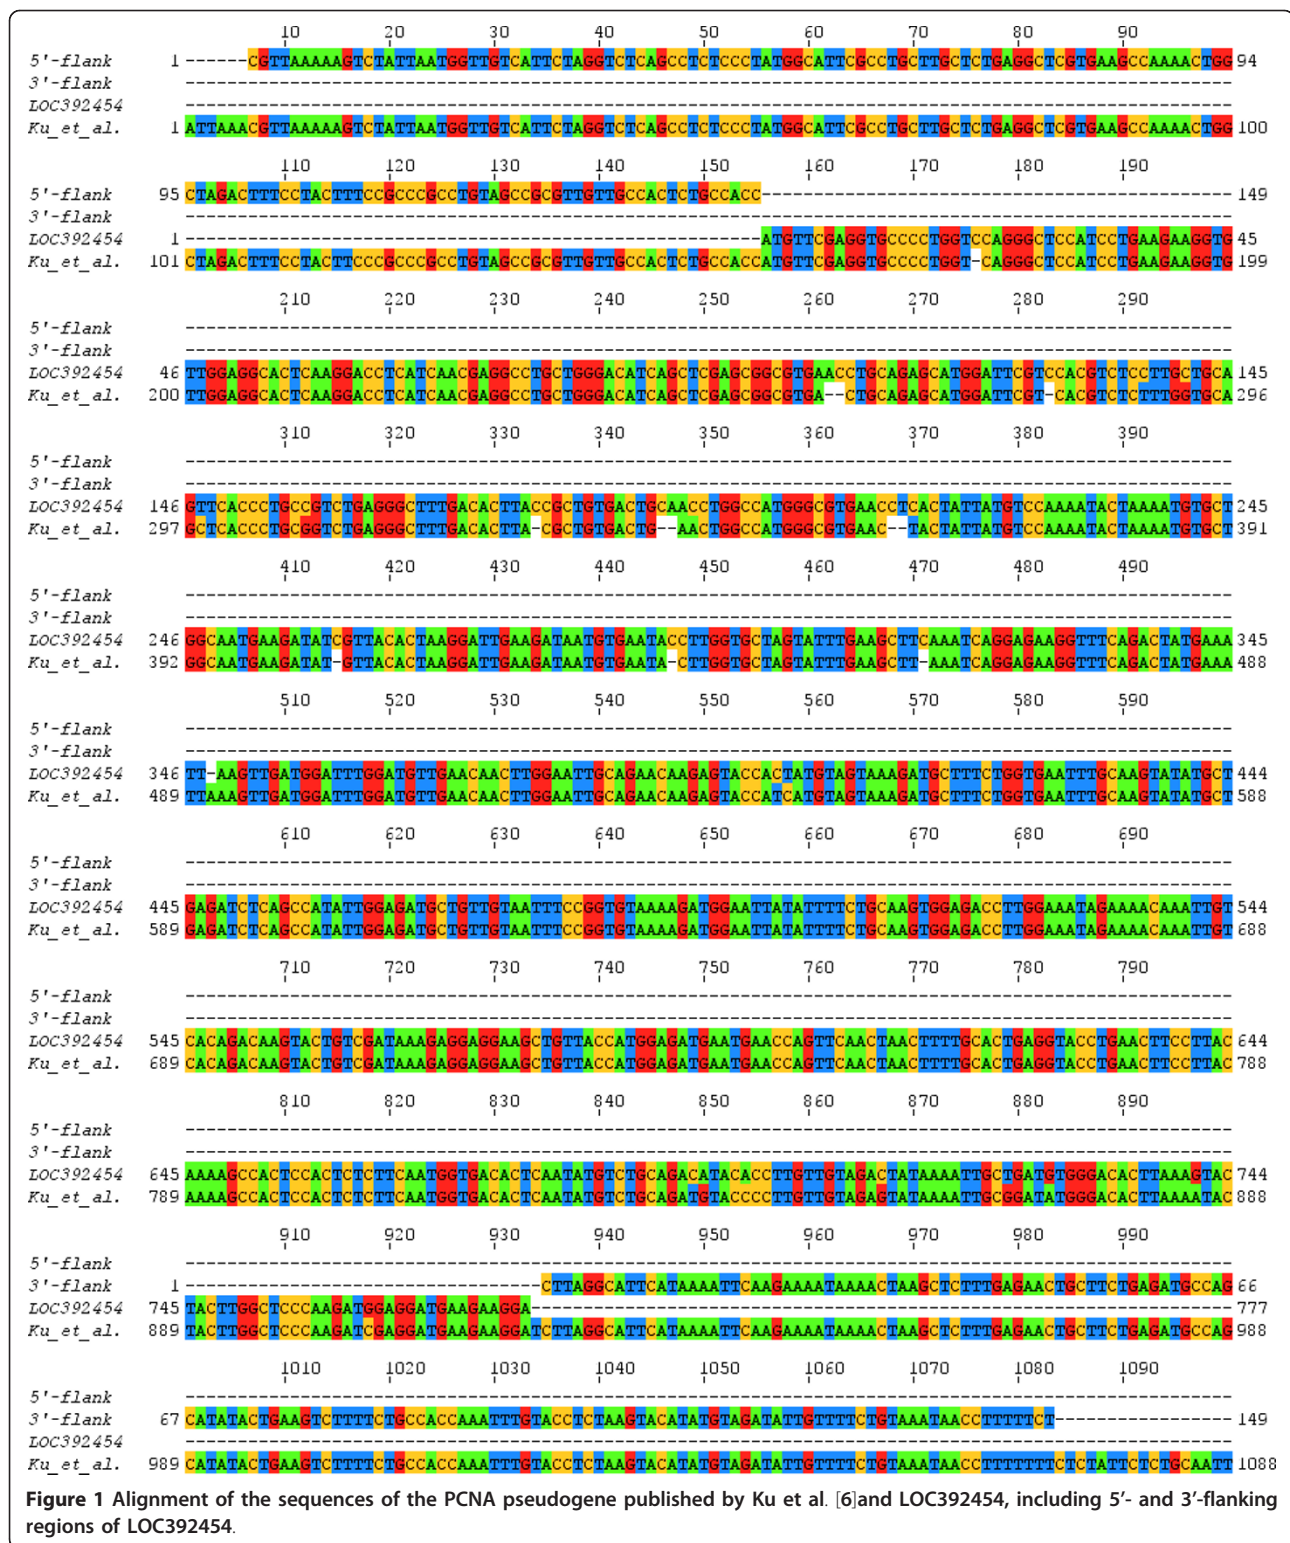 10 20 30 40 50 60 70 80 90
5'-flank 1 ------CGTTAAAAAGTCTATTAATGGTTGTCATTCTAGGTCTCAGCCTCTCCCTATGGCATTCGCCTGCTTGCTCTGAGGCTCGTGAAGCCAAAACTGG 94
3'-flank ----------------------------------------------------------------------------------------------------
LOC392454 ----------------------------------------------------------------------------------------------------
Ku_et_al. 1 ATTAAACGTTAAAAAGTCTATTAATGGTTGTCATTCTAGGTCTCAGCCTCTCCCTATGGCATTCGCCTGCTTGCTCTGAGGCTCGTGAAGCCAAAACTGG 100
110 120 130 140 150 160 170 180 190
5'-flank 95 CTAGACTTTCCTACTTTCCGCCCGCCTGTAGCCGCGTTGTTGCCACTCTGCCACC--------------------------------------------- 149
3'-flank ----------------------------------------------------------------------------------------------------
LOC392454 1 -------------------------------------------------------ATGTTCGAGGTGCCCCTGGTCCAGGGCTCCATCCTGAAGAAGGTG 45
Ku_et_al. 101 CTAGACTTTCCTACTTCCCGCCCGCCTGTAGCCGCGTTGTTGCCACTCTGCCACCATGTTCGAGGTGCCCCTGGT-CAGGGCTCCATCCTGAAGAAGGTG 199
210 220 230 240 250 260 270 280 290
5'-flank ----------------------------------------------------------------------------------------------------
3'-flank ----------------------------------------------------------------------------------------------------
LOC392454 46 TTGGAGGCACTCAAGGACCTCATCAACGAGGCCTGCTGGGACATCAGCTCGAGCGGCGTGAACCTGCAGAGCATGGATTCGTCCACGTCTCCTTGCTGCA 145
Ku_et_al. 200 TTGGAGGCACTCAAGGACCTCATCAACGAGGCCTGCTGGGACATCAGCTCGAGCGGCGTGA--CTGCAGAGCATGGATTCGT-CACGTCTCTTTGGTGCA 296
310 320 330 340 350 360 370 380 390
5'-flank ----------------------------------------------------------------------------------------------------
3'-flank ----------------------------------------------------------------------------------------------------
LOC392454 146 GTTCACCCTGCCGTCTGAGGGCTTTGACACTTACCGCTGTGACTGCAACCTGGCCATGGGCGTGAACCTCACTATTATGTCCAAAATACTAAAATGTGCT 245
Ku_et_al. 297 GCTCACCCTGCGGTCTGAGGGCTTTGACACTTA-CGCTGTGACTG--AACTGGCCATGGGCGTGAAC--TACTATTATGTCCAAAATACTAAAATGTGCT 391
410 420 430 440 450 460 470 480 490
5'-flank ----------------------------------------------------------------------------------------------------
3'-flank ----------------------------------------------------------------------------------------------------
LOC392454 246 GGCAATGAAGATATCGTTACACTAAGGATTGAAGATAATGTGAATACCTTGGTGCTAGTATTTGAAGCTTCAAATCAGGAGAAGGTTTCAGACTATGAAA 345
Ku_et_al. 392 GGCAATGAAGATAT-GTTACACTAAGGATTGAAGATAATGTGAATA-CTTGGTGCTAGTATTTGAAGCTT-AAATCAGGAGAAGGTTTCAGACTATGAAA 488
510 520 530 540 550 560 570 580 590
5'-flank ----------------------------------------------------------------------------------------------------
3'-flank ----------------------------------------------------------------------------------------------------
LOC392454 346 TT-AAGTTGATGGATTTGGATGTTGAACAACTTGGAATTGCAGAACAAGAGTACCACTATGTAGTAAAGATGCTTTCTGGTGAATTTGCAAGTATATGCT 444
Ku_et_al. 489 TTAAAGTTGATGGATTTGGATGTTGAACAACTTGGAATTGCAGAACAAGAGTACCATCATGTAGTAAAGATGCTTTCTGGTGAATTTGCAAGTATATGCT 588
610 620 630 640 650 660 670 680 690
5'-flank ----------------------------------------------------------------------------------------------------
3'-flank ----------------------------------------------------------------------------------------------------
LOC392454 445 GAGATCTCAGCCATATTGGAGATGCTGTTGTAATTTCCGGTGTAAAAGATGGAATTATATTTTCTGCAAGTGGAGACCTTGGAAATAGAAAACAAATTGT 544
Ku_et_al. 589 GAGATCTCAGCCATATTGGAGATGCTGTTGTAATTTCCGGTGTAAAAGATGGAATTATATTTTCTGCAAGTGGAGACCTTGGAAATAGAAAACAAATTGT 688
710 720 730 740 750 760 770 780 790
5'-flank ----------------------------------------------------------------------------------------------------
3'-flank ----------------------------------------------------------------------------------------------------
LOC392454 545 CACAGACAAGTACTGTCGATAAAGAGGAGGAAGCTGTTACCATGGAGATGAATGAACCAGTTCAACTAACTTTTGCACTGAGGTACCTGAACTTCCTTAC 644
Ku_et_al. 689 CACAGACAAGTACTGTCGATAAAGAGGAGGAAGCTGTTACCATGGAGATGAATGAACCAGTTCAACTAACTTTTGCACTGAGGTACCTGAACTTCCTTAC 788
810 820 830 840 850 860 870 880 890
5'-flank ----------------------------------------------------------------------------------------------------
3'-flank ----------------------------------------------------------------------------------------------------
LOC392454 645 AAAAGCCACTCCACTCTCTTCAATGGTGACACTCAATATGTCTGCAGACATACACCTTGTTGTAGACTATAAAATTGCTGATGTGGGACACTTAAAGTAC 744
Ku_et_al. 789 AAAAGCCACTCCACTCTCTTCAATGGTGACACTCAATATGTCTGCAGATGTACCCCTTGTTGTAGAGTATAAAATTGCGGATATGGGACACTTAAAATAC 888
910 920 930 940 950 960 970 980 990
5'-flank ----------------------------------------------------------------------------------------------------
3'-flank 1 ----------------------------------CTTAGGCATTCATAAAATTCAAGAAAATAAAACTAAGCTCTTTGAGAACTGCTTCTGAGATGCCAG 66
LOC392454 745 TACTTGGCTCCCAAGATGGAGGATGAAGAAGGA------------------------------------------------------------------- 777
Ku_et_al. 889 TACTTGGCTCCCAAGATCGAGGATGAAGAAGGATCTTAGGCATTCATAAAATTCAAGAAAATAAAACTAAGCTCTTTGAGAACTGCTTCTGAGATGCCAG 988
1010 1020 1030 1040 1050 1060 1070 1080 1090
5'-flank ----------------------------------------------------------------------------------------------------
3'-flank 67 CATATACTGAAGTCTTTTCTGCCACCAAATTTGTACCTCTAAGTACATATGTAGATATTGTTTTCTGTAAATAACCTTTTTCT----------------- 149
LOC392454 ----------------------------------------------------------------------------------------------------
Ku_et_al. 989 CATATACTGAAGTCTTTTCTGCCACCAAATTTGTACCTCTAAGTACATATGTAGATATTGTTTTCTGTAAATAACCTTTTTTTCTCTATTCTCTGCAATT 1088
Figure 1 Alignment of the sequences of the PCNA pseudogene published by Ku et al. [6]and LOC392454, including 5'- and 3'-flanking
regions of LOC392454.